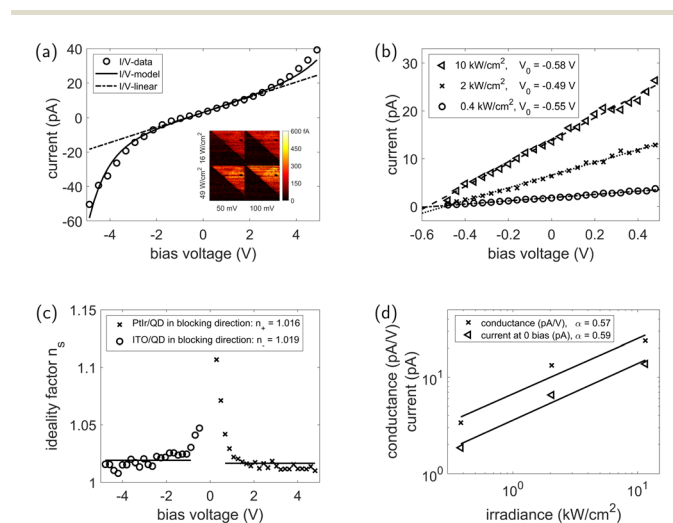 (a)
I/V-data
I/V-model
I/V-linear
40
20
0
-20
-40
-60
current (pA)
-4
-2
0
2
4
bias voltage (V)
16 W/cm²
49 W/cm²
50 mV
100 mV
600 fA
450
300
150
0
(b)
10 kW/cm², V₀ = -0.58 V
2 kW/cm², V₀ = -0.49 V
0.4 kW/cm², V₀ = -0.55 V
30
20
10
0
current (pA)
-0.6
-0.4
-0.2
0
0.2
0.4
bias voltage (V)
(c)
PtIr/QD in blocking direction: n₊ = 1.016
ITO/QD in blocking direction: n₋ = 1.019
1.15
1.1
1.05
1
ideality factor nₛ
-4
-2
0
2
4
bias voltage (V)
(d)
conductance (pA/V), α = 0.57
current at 0 bias (pA), α = 0.59
10¹
10⁰
conductance (pA/V)
current (pA)
10⁰
10¹
irradiance (kW/cm²)